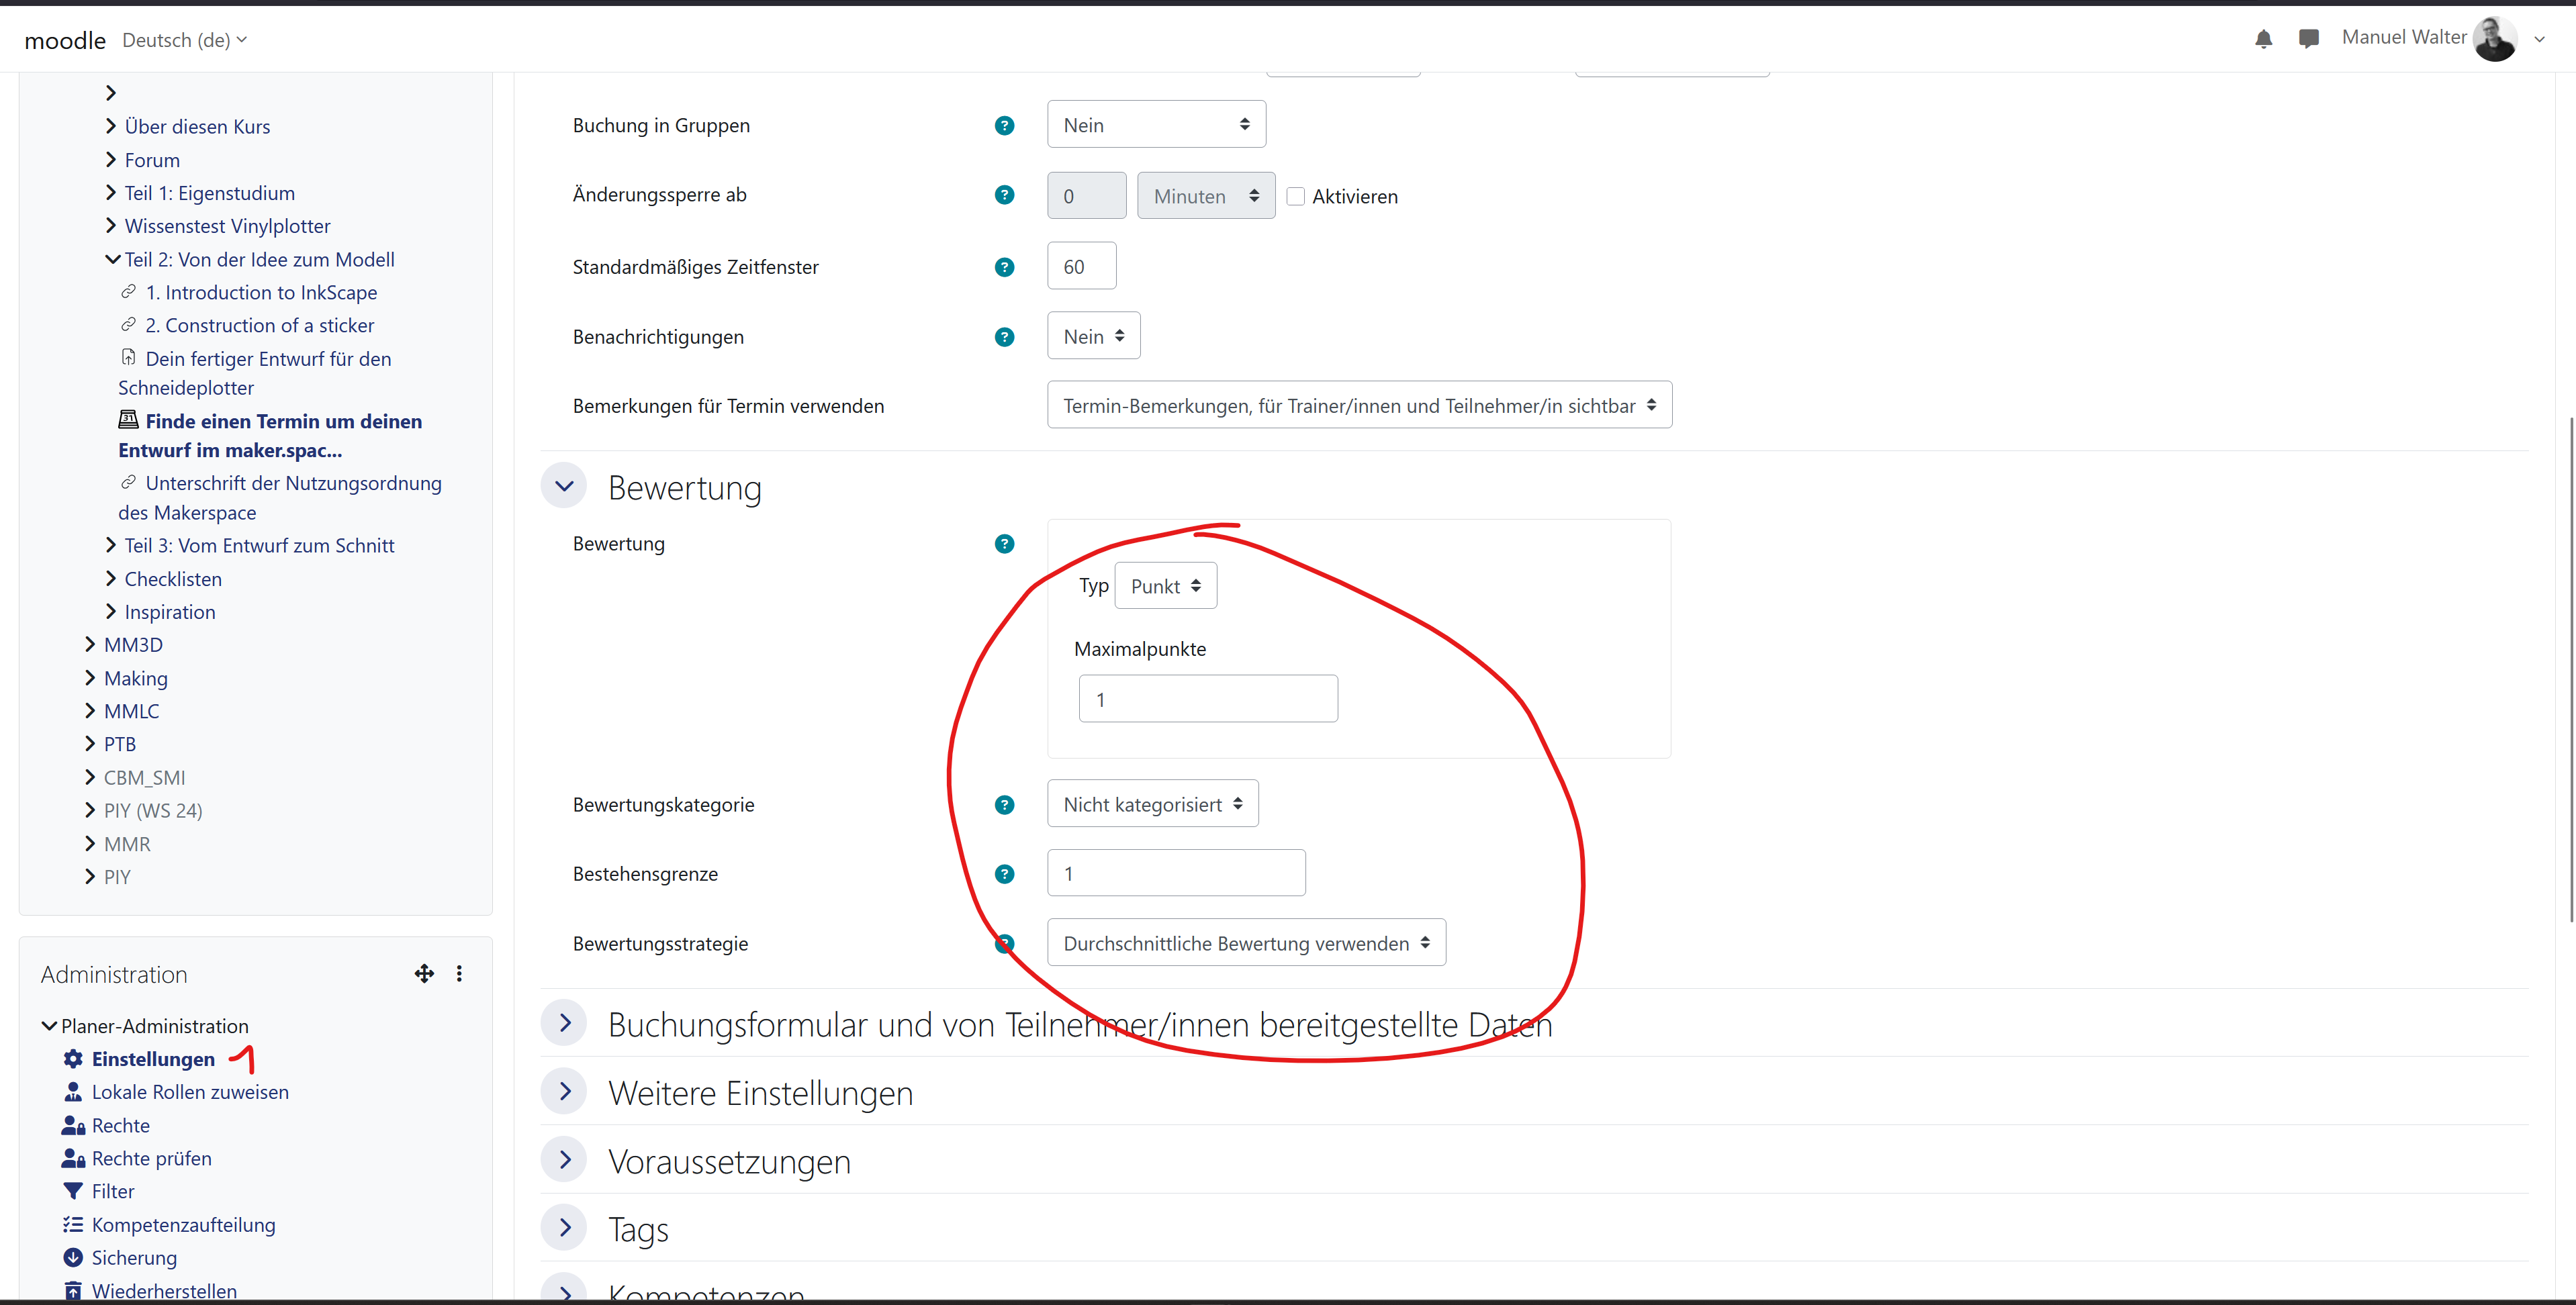 moodle Deutsch (de) Manuel Walter
Über diesen Kurs
Forum
Teil 1: Eigenstudium
Wissenstest Vinylplotter
Teil 2: Von der Idee zum Modell
1. Introduction to InkScape
2. Construction of a sticker
Dein fertiger Entwurf für den
Schneideplotter
31
Finde einen Termin um deinen
Entwurf im maker.spac...
Unterschrift der Nutzungsordnung
des Makerspace
Teil 3: Vom Entwurf zum Schnitt
Checklisten
Inspiration
MM3D
Making
MMLC
PTB
CBM_SMI
PIY (WS 24)
MMR
PIY
Administration
Planer-Administration
Einstellungen 1
Lokale Rollen zuweisen
Rechte
Rechte prüfen
Filter
Kompetenzaufteilung
Sicherung
Wiederherstellen
Buchung in Gruppen ? Nein
Änderungssperre ab ? 0 Minuten Aktivieren
Standardmäßiges Zeitfenster ? 60
Benachrichtigungen ? Nein
Bemerkungen für Termin verwenden Termin-Bemerkungen, für Trainer/innen und Teilnehmer/in sichtbar
Bewertung
Bewertung ?
Typ Punkt
Maximalpunkte
1
Bewertungskategorie ? Nicht kategorisiert
Bestehensgrenze ? 1
Bewertungsstrategie ? Durchschnittliche Bewertung verwenden
Buchungsformular und von Teilnehmer/innen bereitgestellte Daten
Weitere Einstellungen
Voraussetzungen
Tags
Kompetenzen